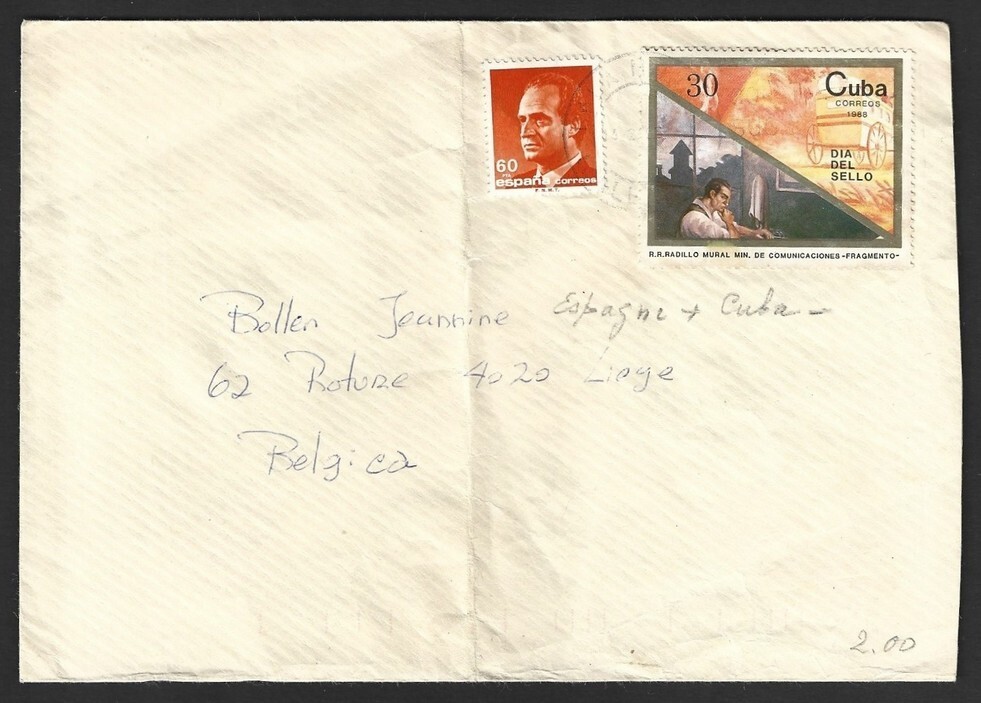 60
PTA
españa correos
F.N.M.T.
30
Cuba
CORREOS
1988
DIA
DEL
SELLO
R.R.RADILLO MURAL MIN. DE COMUNICACIONES -FRAGMENTO-
Bollen Jeannine Espagne + Cuba -
62 Roture 4020 Liege
Belgica
2.00